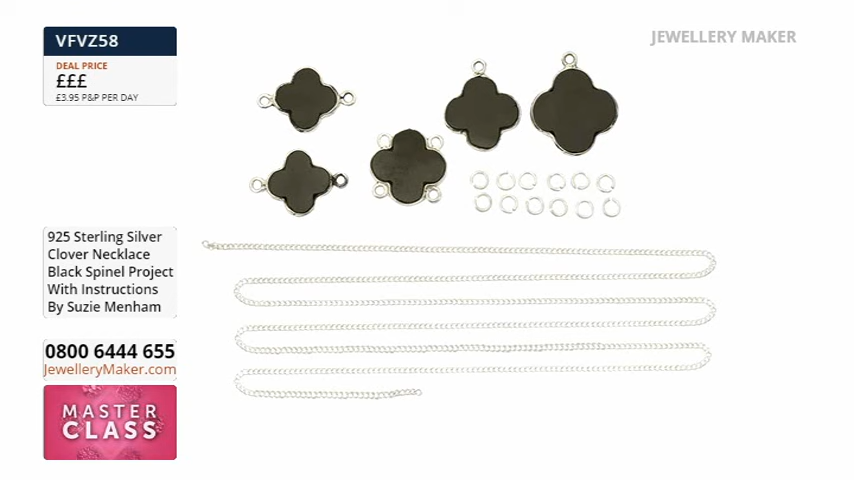 VFVZ58
DEAL PRICE
£££
£3.95 P&P PER DAY
JEWELLERY MAKER
925 Sterling Silver
Clover Necklace
Black Spinel Project
With Instructions
By Suzie Menham
0800 6444 655
JewelleryMaker.com
MASTER
CLASS